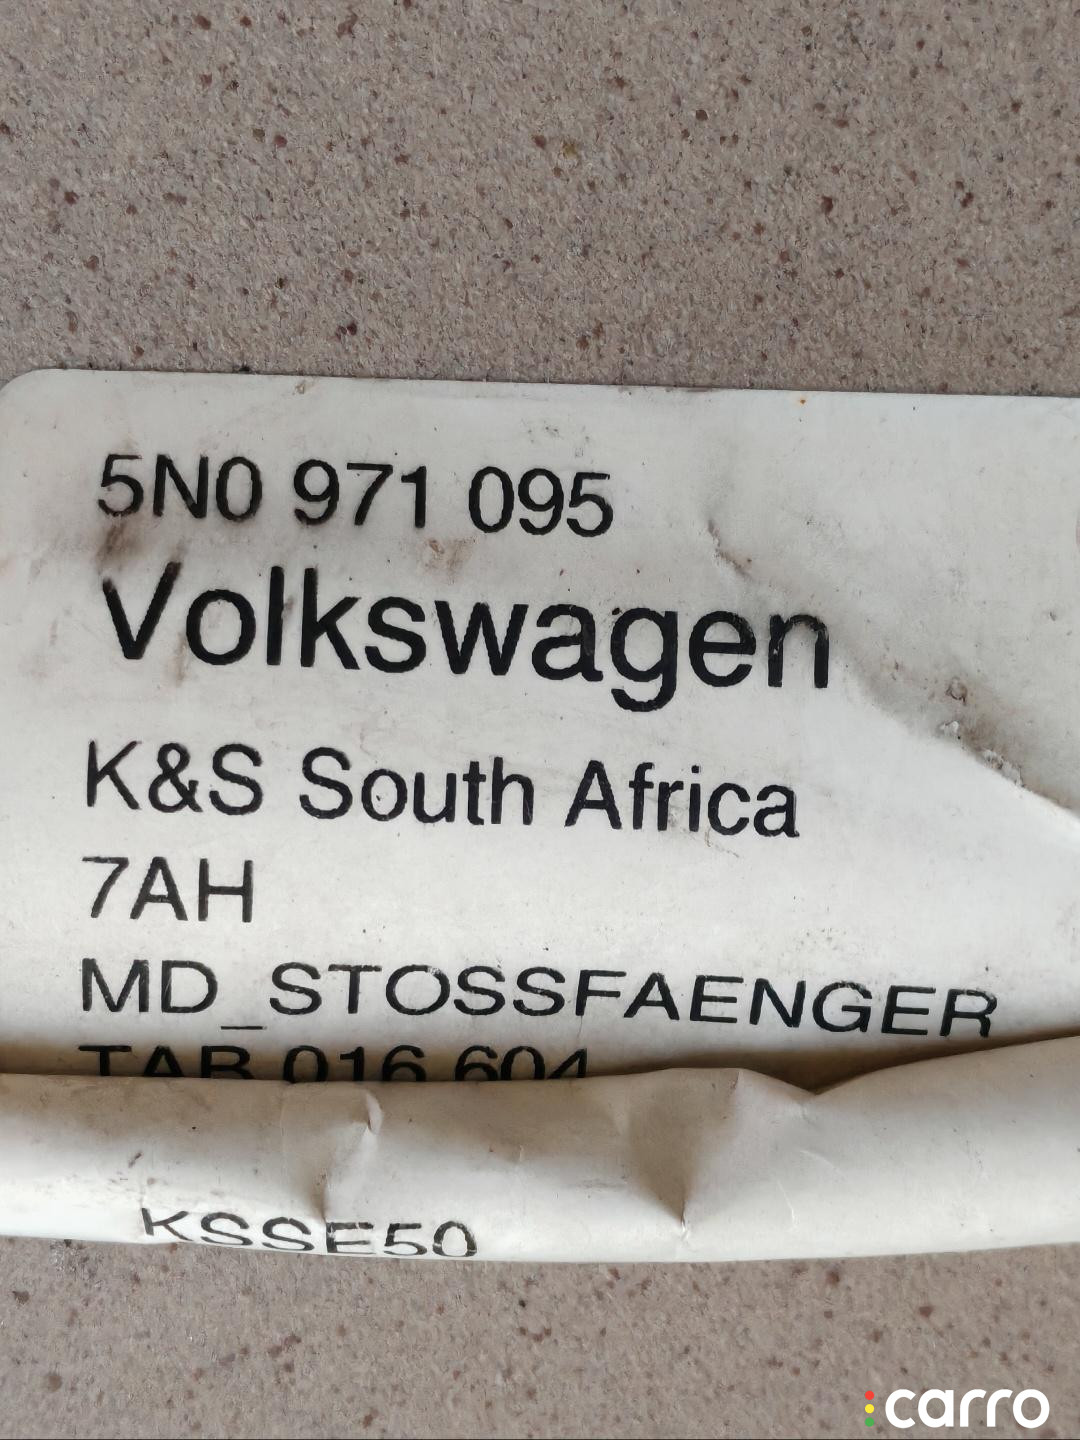 5N0 971 095
Volkswagen
K&S South Africa
7AH
MD_STOSSFAENGER
TAB 016 604
KSSE50
carro